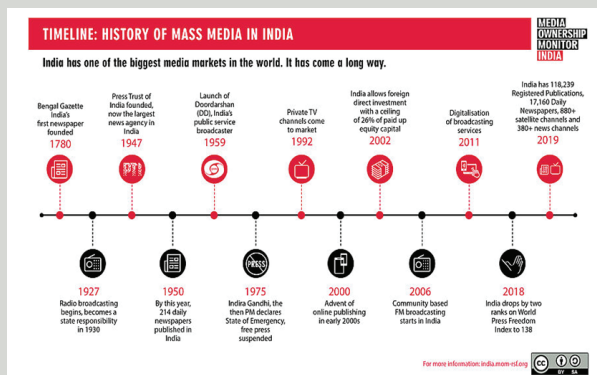 TIMELINE: HISTORY OF MASS MEDIA IN INDIA
MEDIA
OWNERSHIP
MONITOR
INDIA
India has one of the biggest media markets in the world. It has come a long way.
Bengal Gazette
India's
first newspaper
founded
1780
Press Trust of
India founded,
now the largest
news agency in
India
1947
PTI
Launch of
Doordarshan
(DD), India's
public service
broadcaster
1959
Private TV
channels come
to market
1992
India allows foreign
direct investment
with a ceiling
of 26% of paid up
equity capital
2002
Digitalisation
of broadcasting
services
2011
India has 118,239
Registered Publications,
17,160 Daily
Newspapers, 880+
satellite channels and
380+ news channels
2019
1927
Radio broadcasting
begins, becomes a
state responsibility
in 1930
1950
By this year,
214 daily
newspapers
published in
India
PRESS
1975
Indira Gandhi, the
then PM declares
State of Emergency,
free press
suspended
2000
Advent of
online publishing
in early 2000s
2006
Community based
FM broadcasting
starts in India
2018
India drops by two
ranks on World
Press Freedom
Index to 138
For more information: india.mom-rsf.org
cc
BY SA